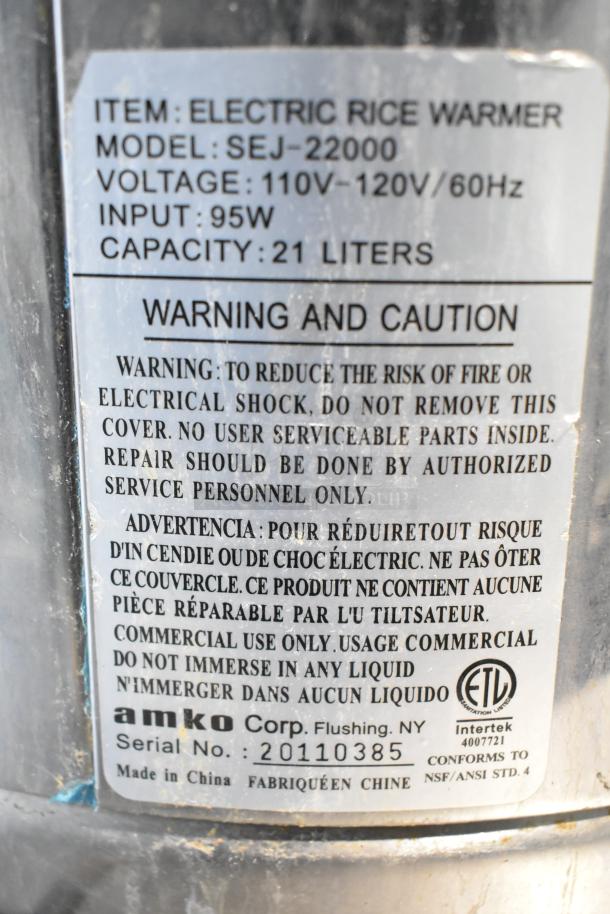 ITEM: ELECTRIC RICE WARMER
MODEL: SEJ-22000
VOLTAGE: 110V-120V/60Hz
INPUT: 95W
CAPACITY: 21 LITERS
WARNING AND CAUTION
WARNING: TO REDUCE THE RISK OF FIRE OR
ELECTRICAL SHOCK, DO NOT REMOVE THIS
COVER. NO USER SERVICEABLE PARTS INSIDE.
REPAIR SHOULD BE DONE BY AUTHORIZED
SERVICE PERSONNEL ONLY.
ADVERTENCIA: POUR RÉDUIRETOUT RISQUE
D'IN CENDIE OU DE CHOC ÉLECTRIC. NE PAS ÔTER
CE COUVERCLE. CE PRODUIT NE CONTIENT AUCUNE
PIÈCE RÉPARABLE PAR L'U TILTSATEUR.
COMMERCIAL USE ONLY. USAGE COMMERCIAL
DO NOT IMMERSE IN ANY LIQUID
N'IMMERGER DANS AUCUN LIQUIDO
ETL
SANITATION LISTED
Intertek
4007721
CONFORMS TO
NSF/ANSI STD. 4
amko Corp. Flushing. NY
Serial No. : 20110385
Made in China FABRIQUÉEN CHINE